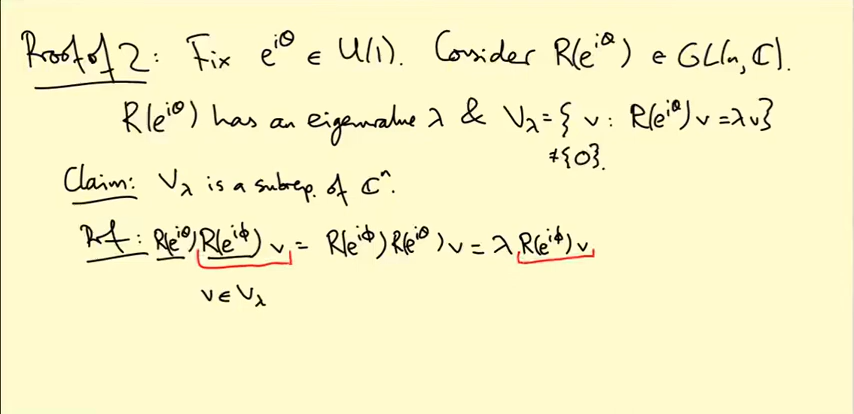 Proof of 2: Fix e^{iθ} ∈ U(1). Consider R(e^{iθ}) ∈ GL(n, ℂ).
R(e^{iθ}) has an eigenvalue λ & V_λ = { v : R(e^{iθ}) v = λv}
≠{0}.
Claim: V_λ is a subrep. of ℂ^n.
Pf: R(e^{iθ}) R(e^{iϕ}) v = R(e^{iϕ}) R(e^{iθ}) v = λ R(e^{iϕ}) v
v ∈ V_λ